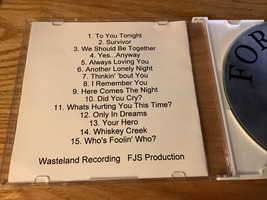 1. To You Tonight
2. Survivor
3. We Should Be Together
4. Yes...Anyway
5. Always Loving You
6. Another Lonely Night
7. Thinkin' 'bout You
8. I Remember You
9. Here Comes The Night
10. Did You Cry?
11. Whats Hurting You This Time?
12. Only In Dreams
13. Your Hero
14. Whiskey Creek
15. Who's Foolin' Who?
Wasteland Recording FJS Production
FOR